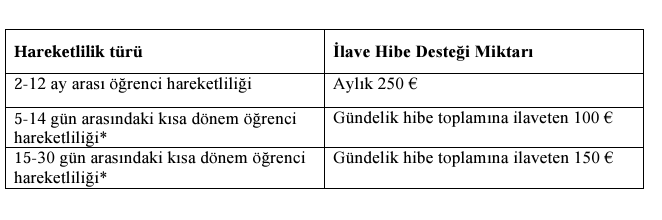 Hareketlilik türü İlave Hibe Desteği Miktarı
2-12 ay arası öğrenci hareketliliği Aylık 250 €
5-14 gün arasındaki kısa dönem öğrenci Gündelik hibe toplamına ilaveten 100 €
hareketliliği*
15-30 gün arasındaki kısa dönem öğrenci Gündelik hibe toplamına ilaveten 150 €
hareketliliği*